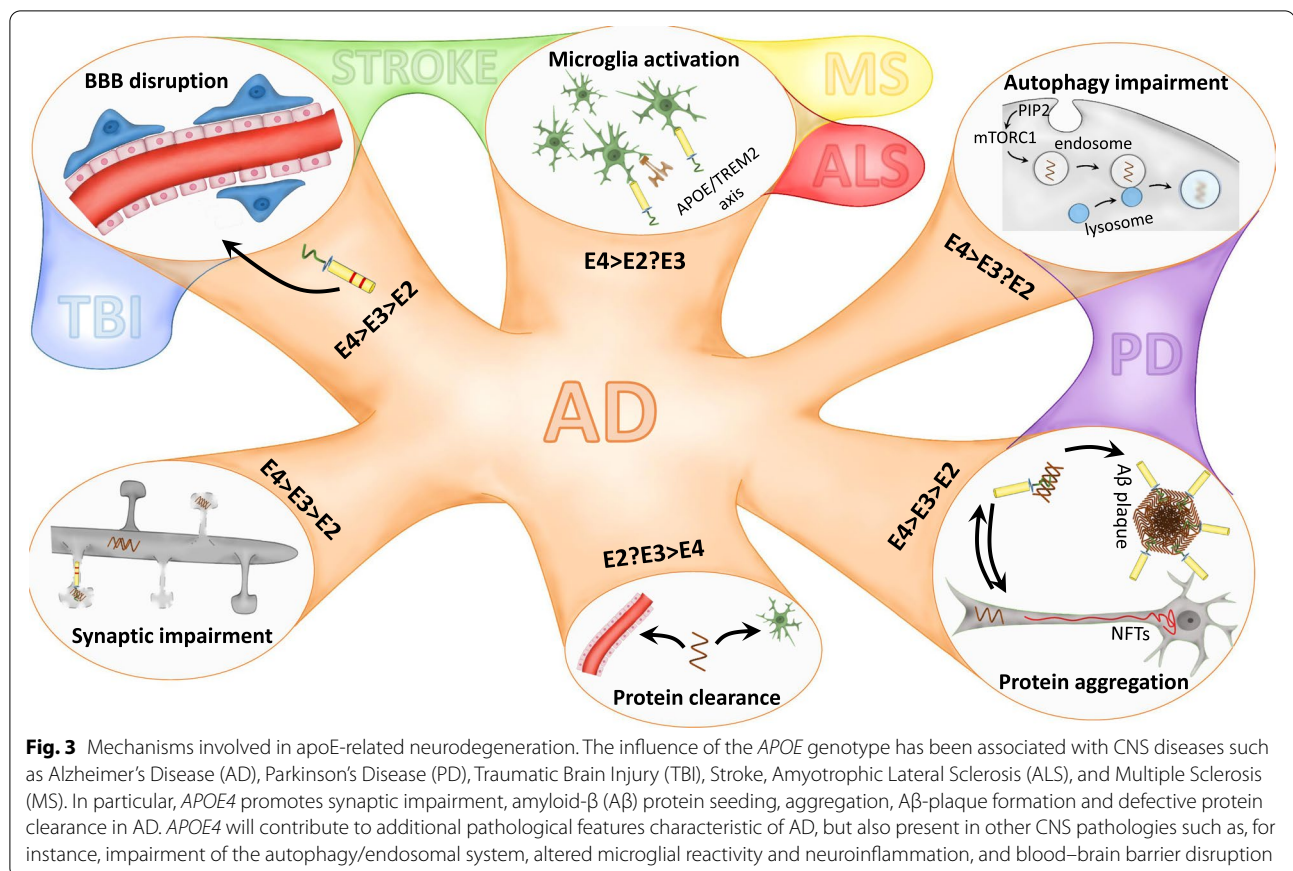 STROKE
BBB disruption
Microglia activation
MS
Autophagy impairment
PIP2
mTORC1
endosome
lysosome
ALS
APOE/TREM2
axis
TBI
E4>E3>E2
E4>E2?E3
E4>E3?E2
PD
AD
E4>E3>E2
Synaptic impairment
E2?E3>E4
Protein clearance
E4>E3>E2
Aβ plaque
NFTs
Protein aggregation
Fig. 3 Mechanisms involved in apoE-related neurodegeneration. The influence of the APOE genotype has been associated with CNS diseases such
as Alzheimer’s Disease (AD), Parkinson’s Disease (PD), Traumatic Brain Injury (TBI), Stroke, Amyotrophic Lateral Sclerosis (ALS), and Multiple Sclerosis
(MS). In particular, APOE4 promotes synaptic impairment, amyloid-β (Aβ) protein seeding, aggregation, Aβ-plaque formation and defective protein
clearance in AD. APOE4 will contribute to additional pathological features characteristic of AD, but also present in other CNS pathologies such as, for
instance, impairment of the autophagy/endosomal system, altered microglial reactivity and neuroinflammation, and blood–brain barrier disruption